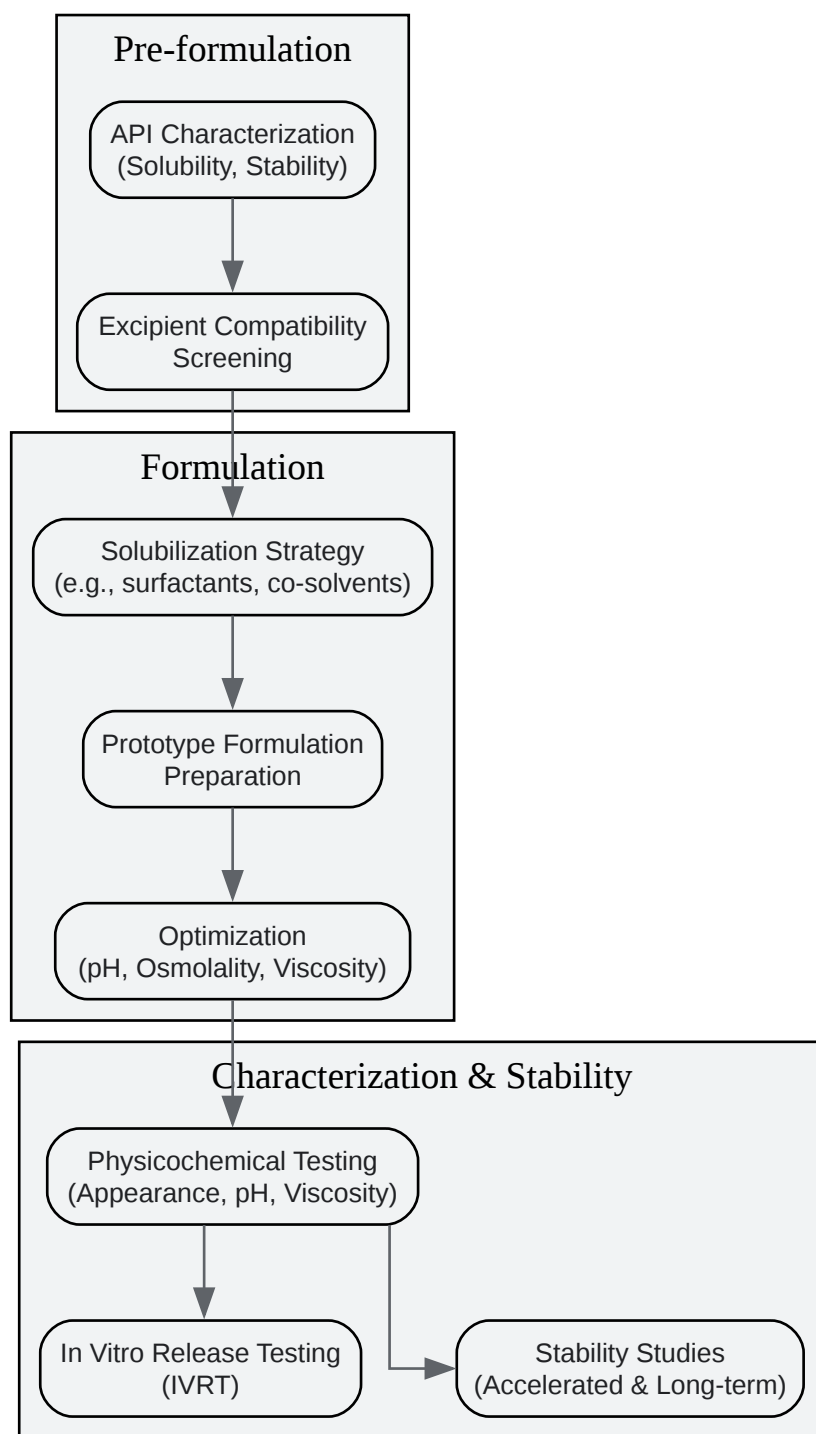 Pre-formulation
API Characterization
(Solubility, Stability)
Excipient Compatibility
Screening
Formulation
Solubilization Strategy
(e.g., surfactants, co-solvents)
Prototype Formulation
Preparation
Optimization
(pH, Osmolality, Viscosity)
Characterization & Stability
Physicochemical Testing
(Appearance, pH, Viscosity)
In Vitro Release Testing
(IVRT)
Stability Studies
(Accelerated & Long-term)